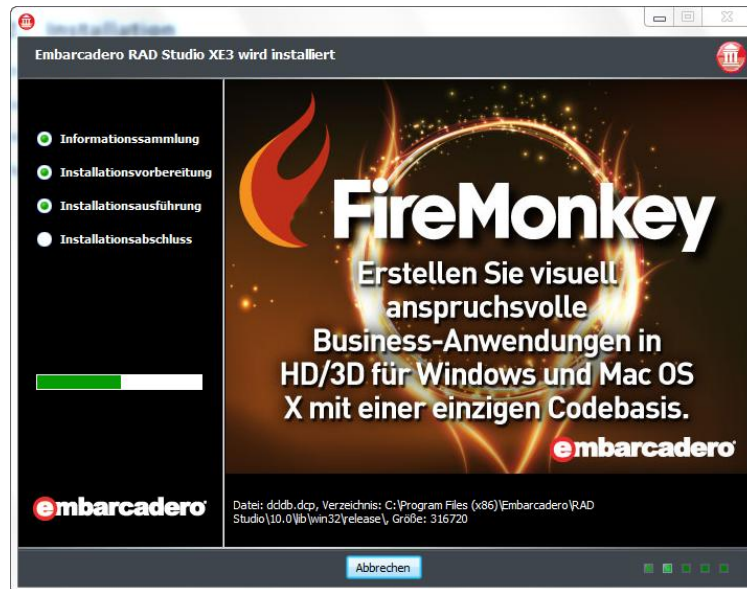 Installation
Embarcadero RAD Studio XE3 wird installiert
Informationssammlung
Installationsvorbereitung
Installationsausführung
Installationsabschluss
FireMonkey
Erstellen Sie visuell
anspruchsvolle
Business-Anwendungen in
HD/3D für Windows und Mac OS
X mit einer einzigen Codebasis.
embarcadero
embarcadero
Datei: dcldb.dcp, Verzeichnis: C:\Program Files (x86)\Embarcadero\RAD
Studio\10.0\lib\win32\release\, Größe: 316720
Abbrechen